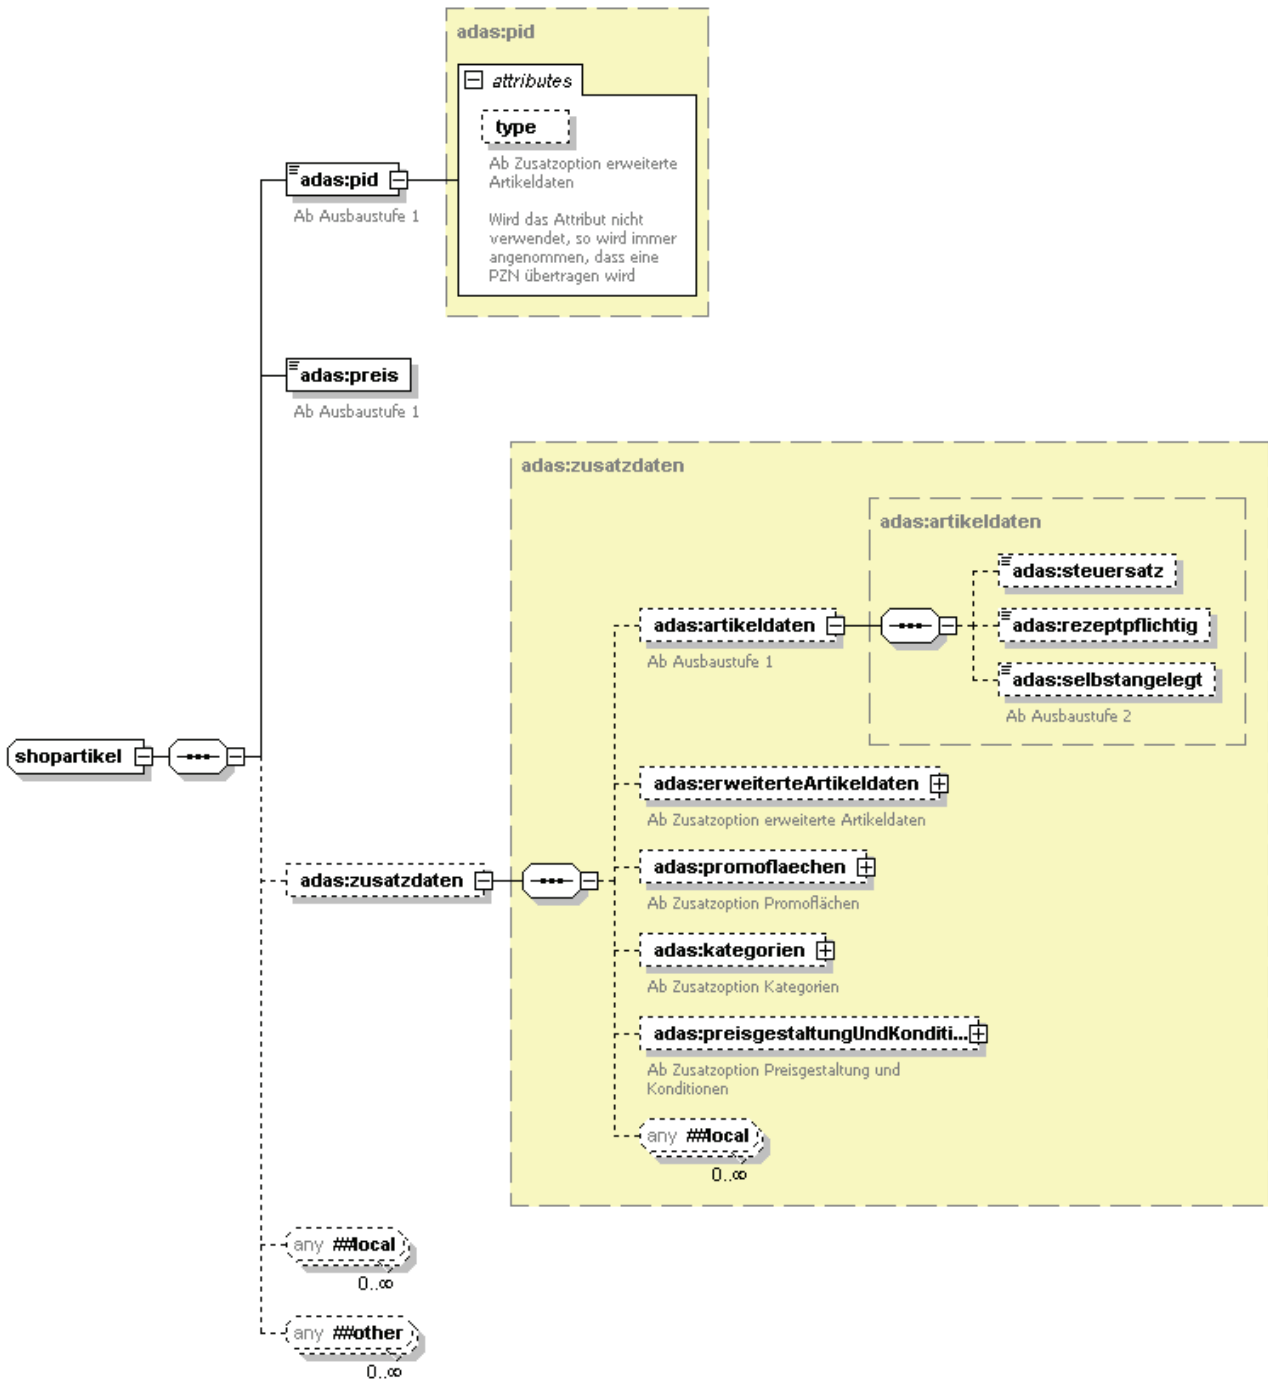 adas:pid
attributes
type
Ab Zusatzoption erweiterte
Artikeldaten
Wird das Attribut nicht
verwendet, so wird immer
angenommen, dass eine
PZN übertragen wird
adas:pid
Ab Ausbaustufe 1
adas:preis
Ab Ausbaustufe 1
adas:zusatzdaten
adas:artikeldaten
adas:steuersatz
adas:artikeldaten
adas:rezeptpflichtig
Ab Ausbaustufe 1
adas:selbstangelegt
Ab Ausbaustufe 2
shopartikel
adas:erweiterteArtikeldaten
Ab Zusatzoption erweiterte Artikeldaten
adas:zusatzdaten
adas:promoflaechen
Ab Zusatzoption Promoflächen
adas:kategorien
Ab Zusatzoption Kategorien
adas:preisgestaltungUndKonditi...
Ab Zusatzoption Preisgestaltung und
Konditionen
any ##local
0..∞
any ##local
0..∞
any ##other
0..∞